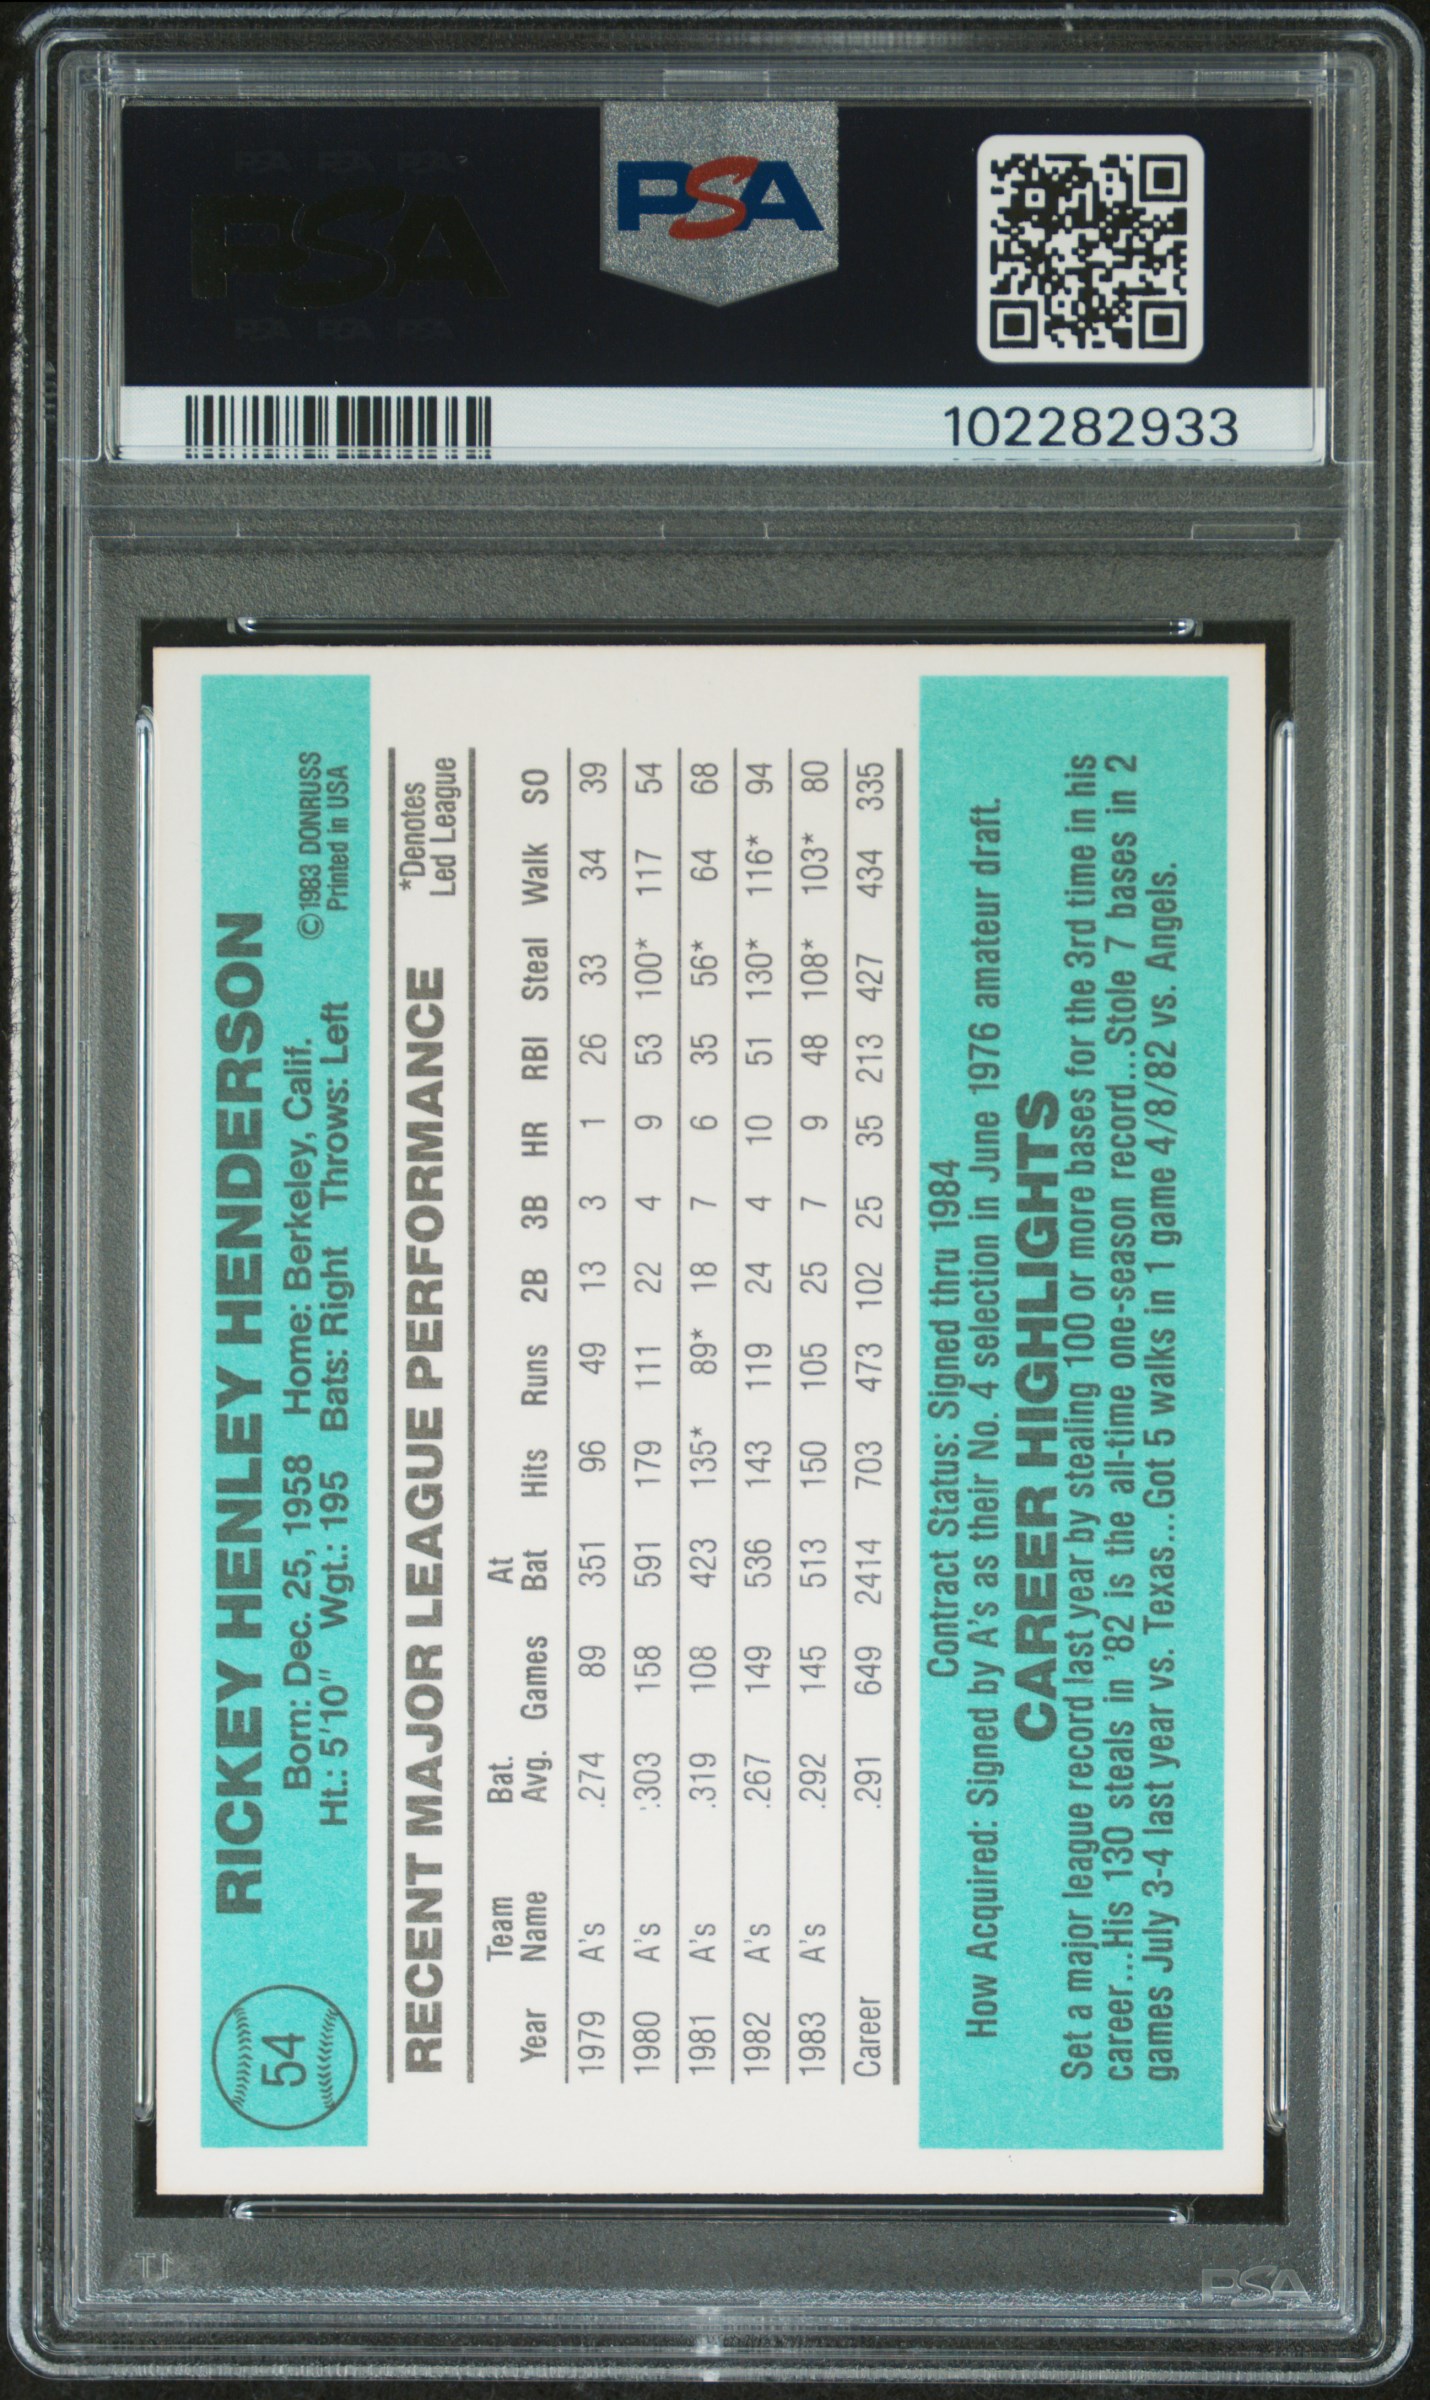 PSA PSA PSA
PSA
PSA PSA PSA
PSA
102282933
54
RICKEY HENLEY HENDERSON
Born: Dec. 25, 1958 Home: Berkeley, Calif. ©1983 DONRUSS
Ht.: 5'10" Wgt.: 195 Bats: Right Throws: Left Printed in USA
RECENT MAJOR LEAGUE PERFORMANCE *Denotes
Led League
Team Bat. At
Year Name Avg. Games Bat Hits Runs 2B 3B HR RBI Steal Walk SO
1979 A's .274 89 351 96 49 13 3 1 26 33 34 39
1980 A's .303 158 591 179 111 22 4 9 53 100* 117 54
1981 A's .319 108 423 135* 89* 18 7 6 35 56* 64 68
1982 A's .267 149 536 143 119 24 4 10 51 130* 116* 94
1983 A's .292 145 513 150 105 25 7 9 48 108* 103* 80
Career .291 649 2414 703 473 102 25 35 213 427 434 335
Contract Status: Signed thru 1984
How Acquired: Signed by A's as their No. 4 selection in June 1976 amateur draft.
CAREER HIGHLIGHTS
Set a major league record last year by stealing 100 or more bases for the 3rd time in his
career...His 130 steals in '82 is the all-time one-season record...Stole 7 bases in 2
games July 3-4 last year vs. Texas...Got 5 walks in 1 game 4/8/82 vs. Angels.
PSA